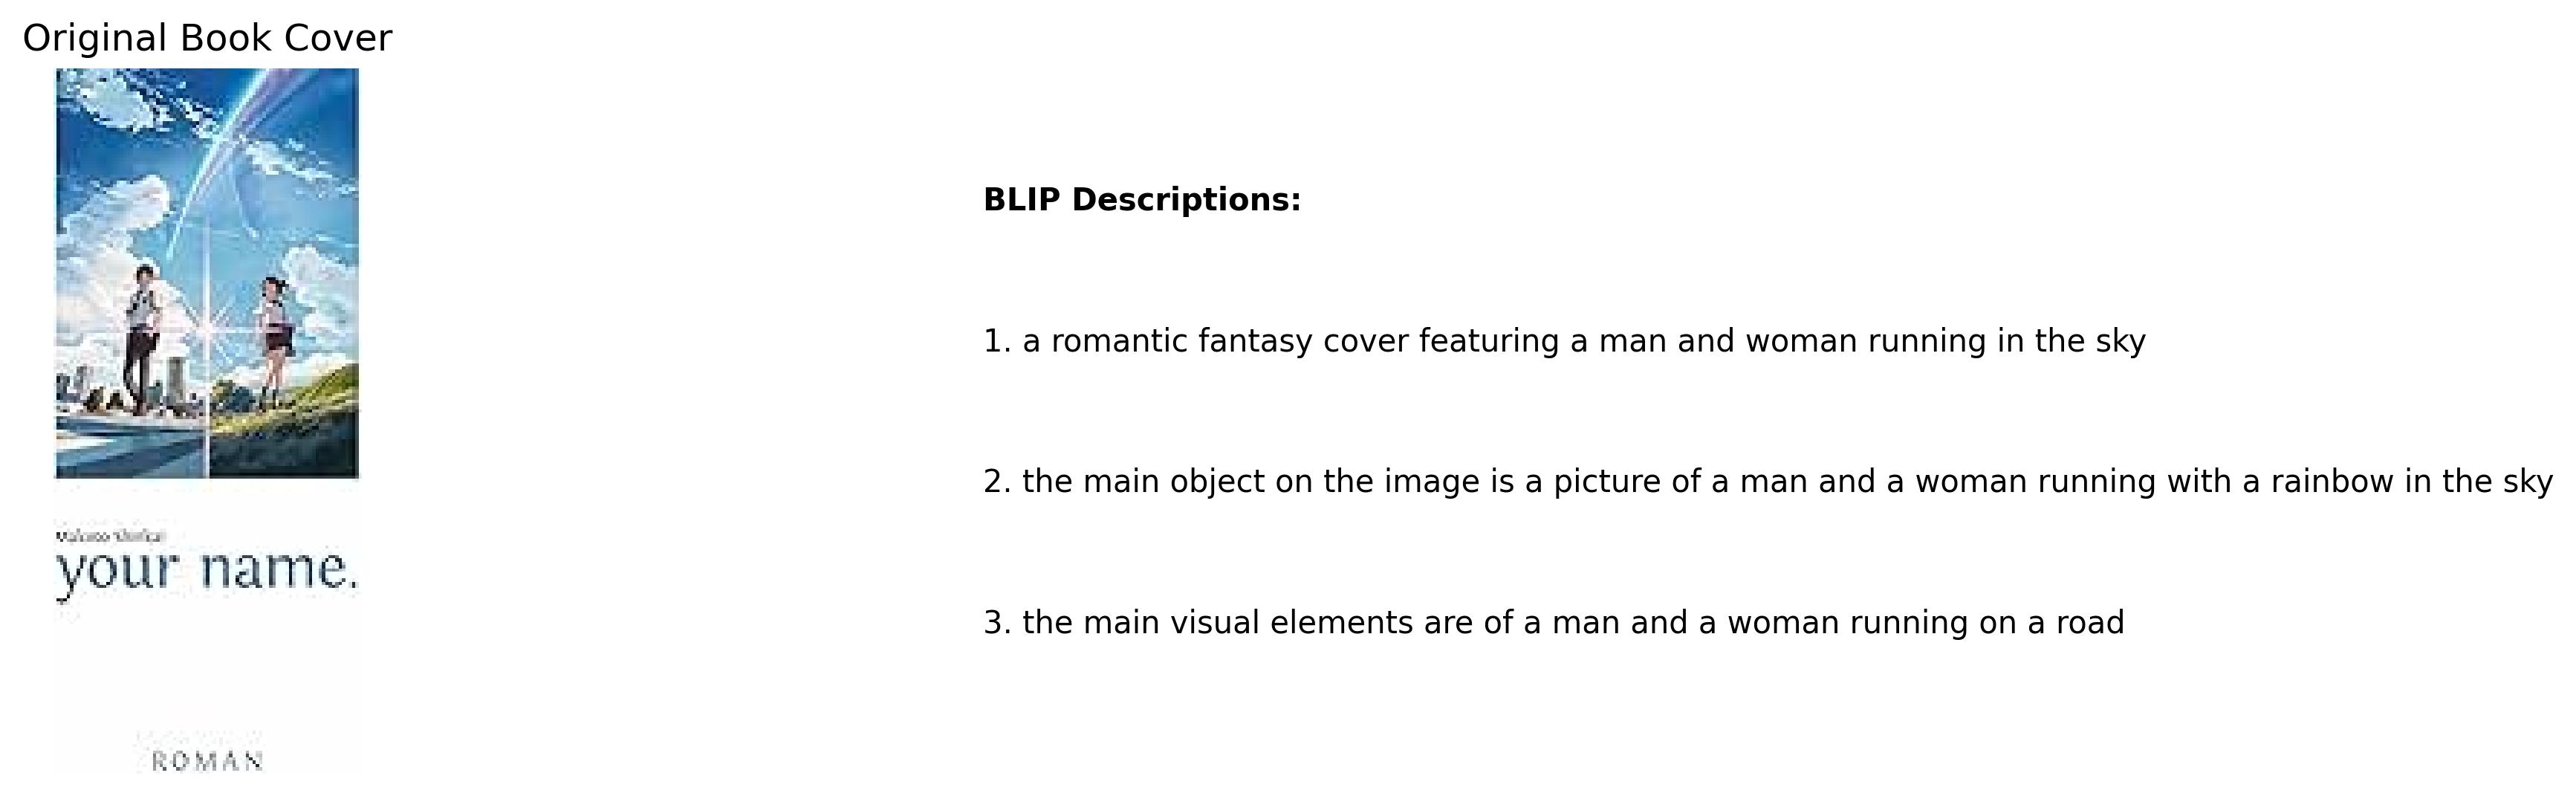 Original Book Cover
Makoto Shinkai
your name.
ROMAN
BLIP Descriptions:
1. a romantic fantasy cover featuring a man and woman running in the sky
2. the main object on the image is a picture of a man and a woman running with a rainbow in the sky
3. the main visual elements are of a man and a woman running on a road